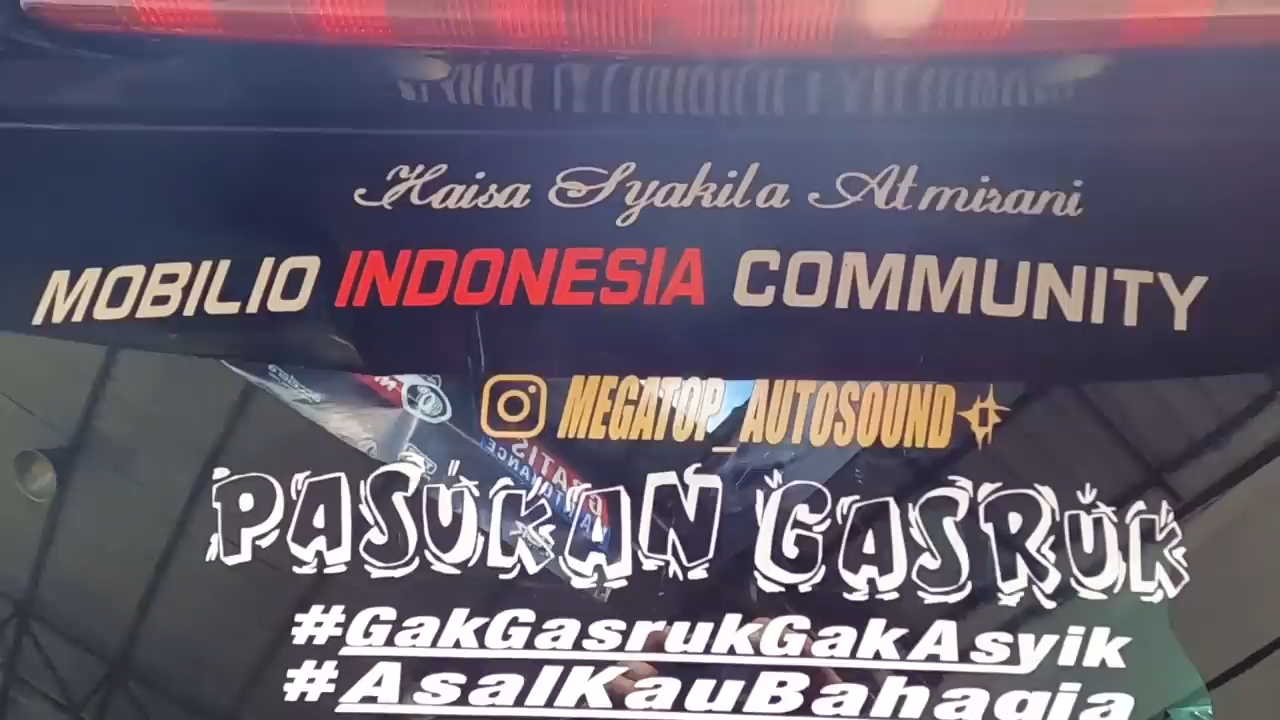 Haisa Syakila Atmirani
MOBILIO INDONESIA COMMUNITY
MEGATOP_AUTOSOUND
PASUKAN GASRUK
#GakGasrukGakAsyik
#AsalKauBahagia